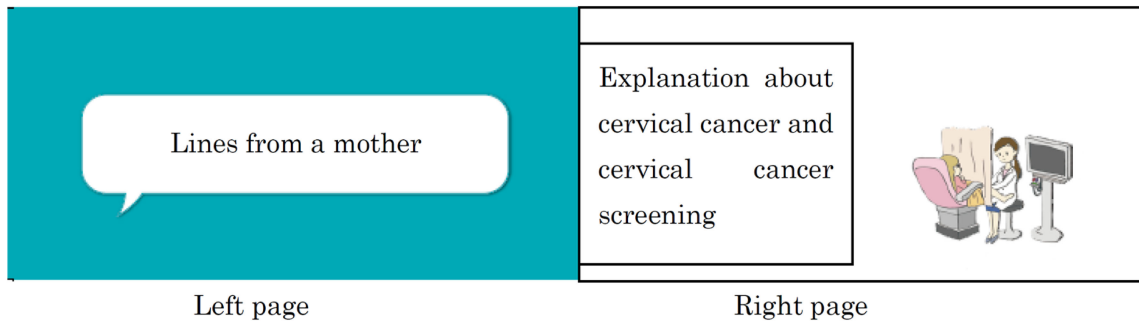 Lines from a mother
Explanation about
cervical cancer and
cervical cancer
screening
Left page
Right page